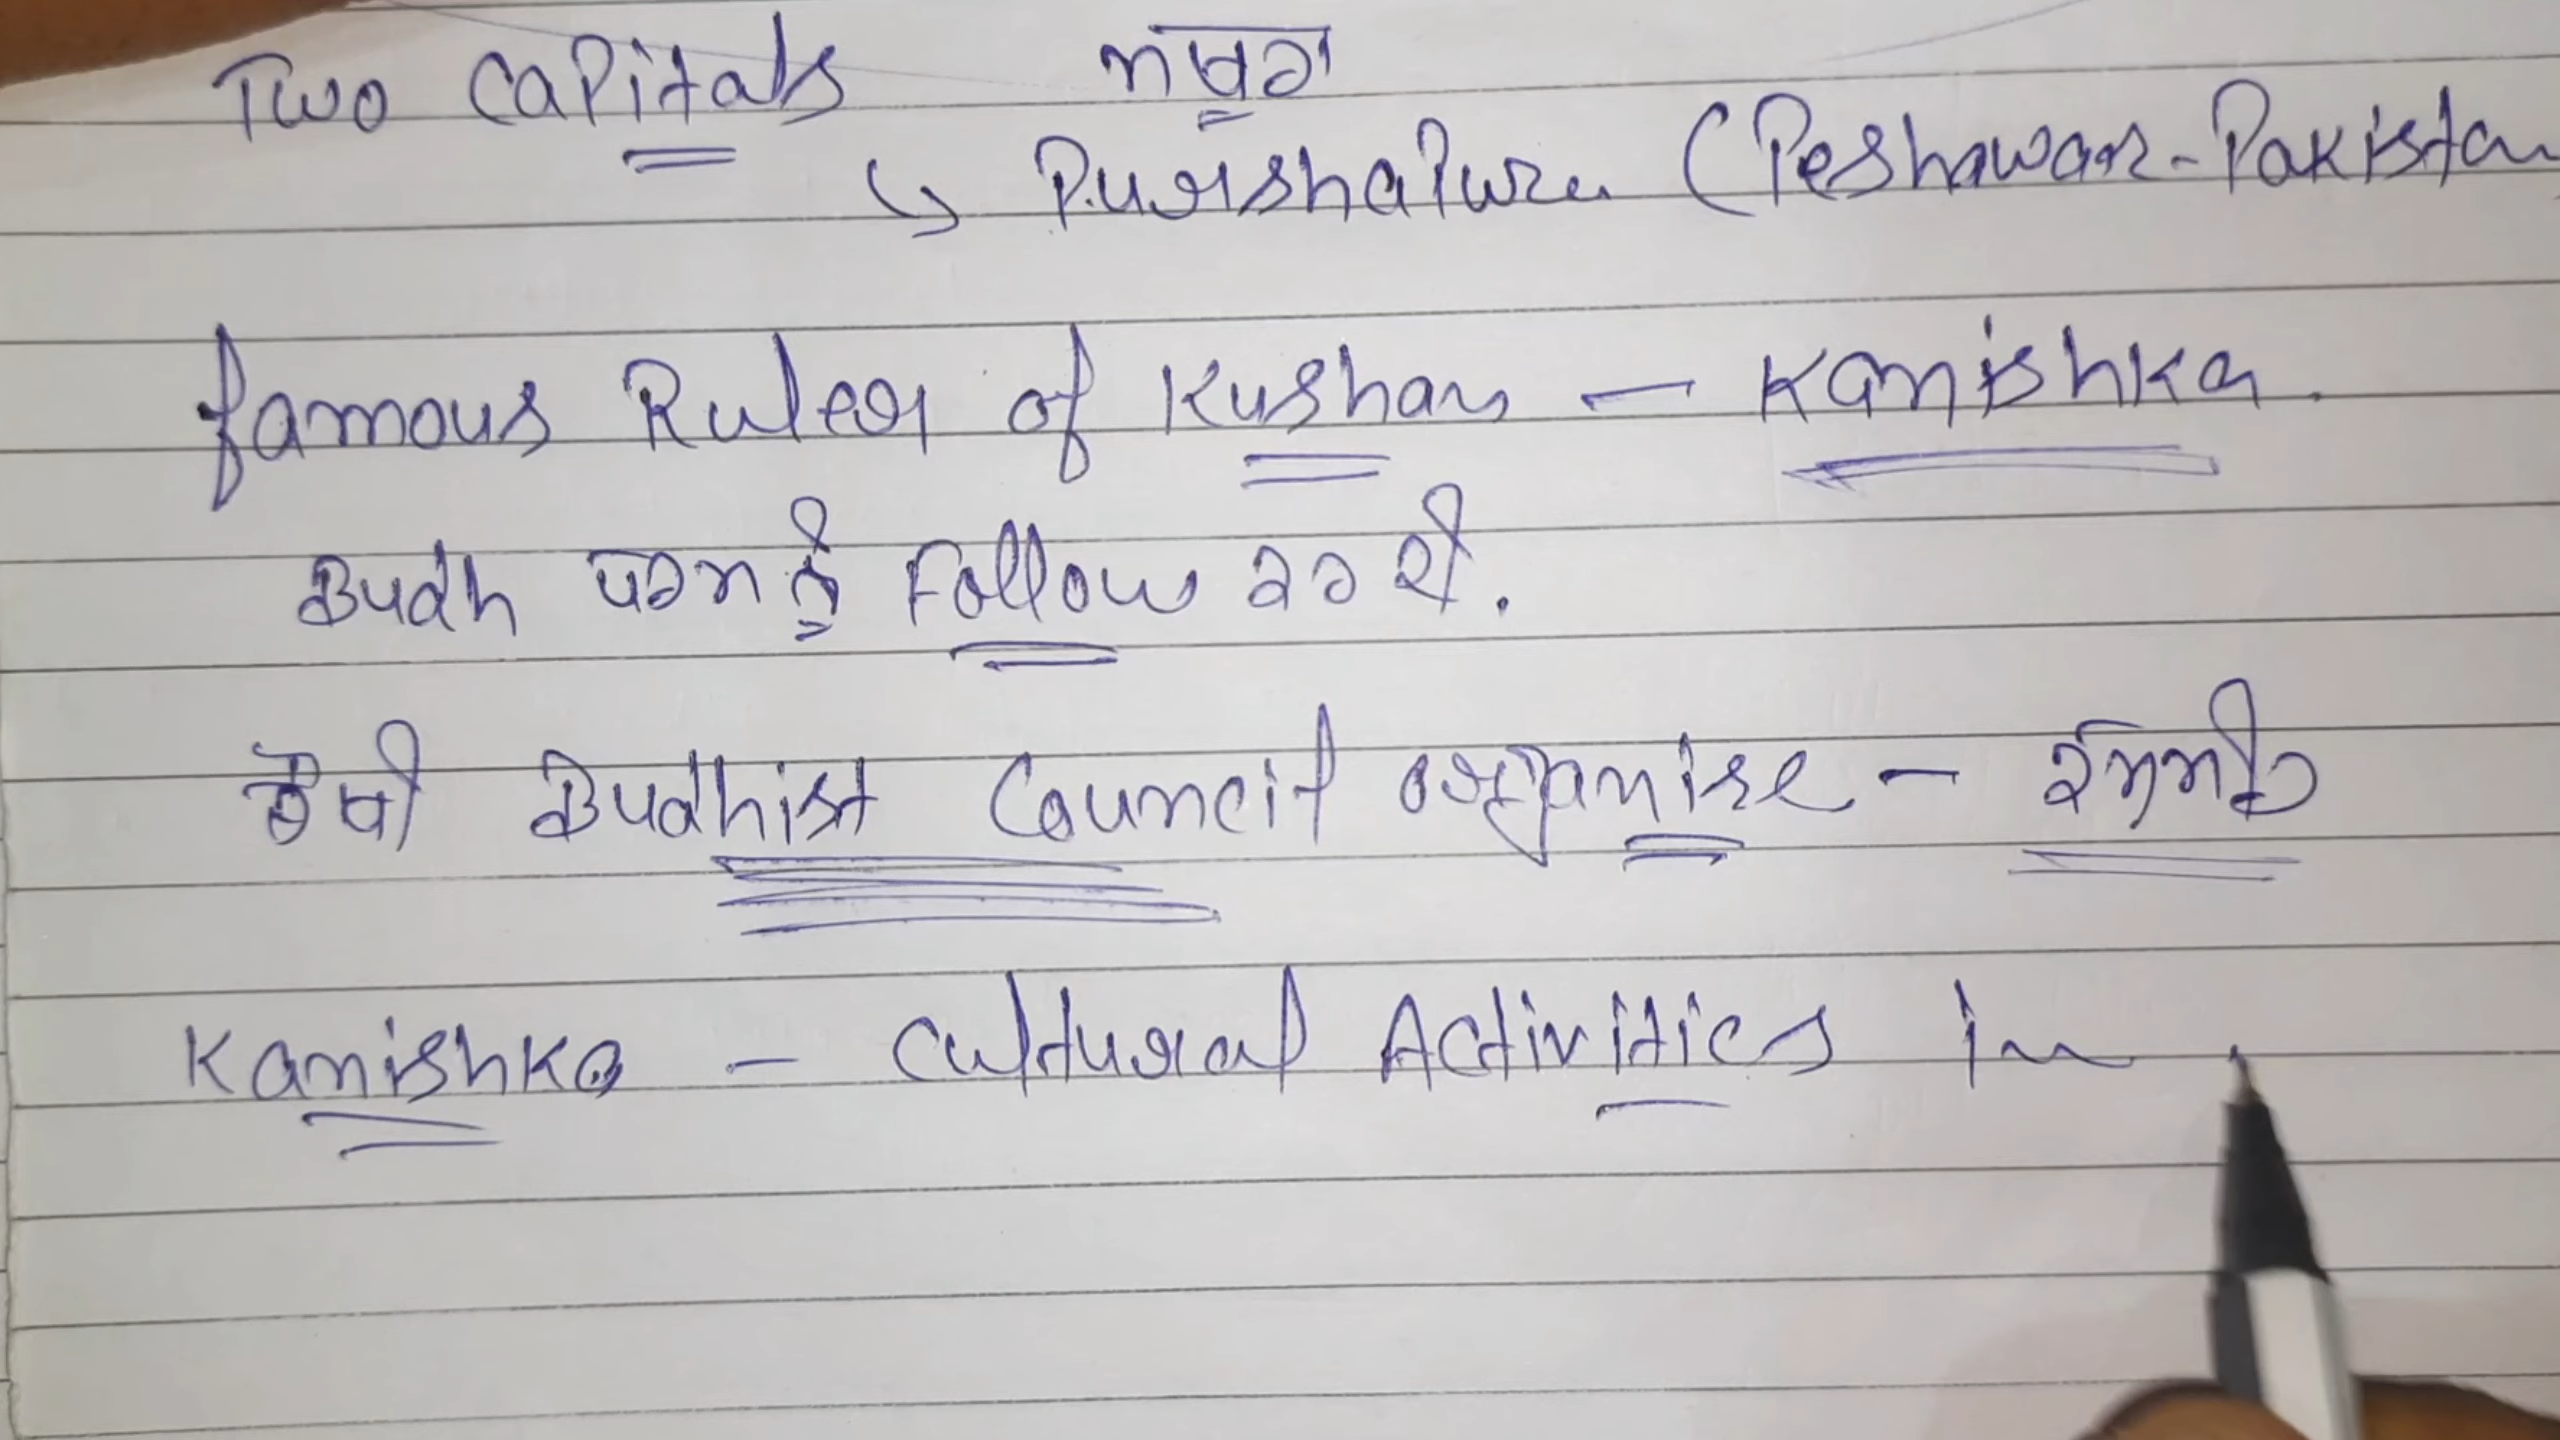 Two Capitals ਮਥੁਰਾ
↳ Purushapura (Peshawar-Pakistan
famous Ruler of Kushan – Kanishka.
Budh ਧਰਮ ਨੂੰ Follow ਕਰਦੇ ਸੀ.
ਚੌਥੀ Budhist Council organise – ਕਸ਼ਮੀਰ
Kanishka – Cultural Activities in